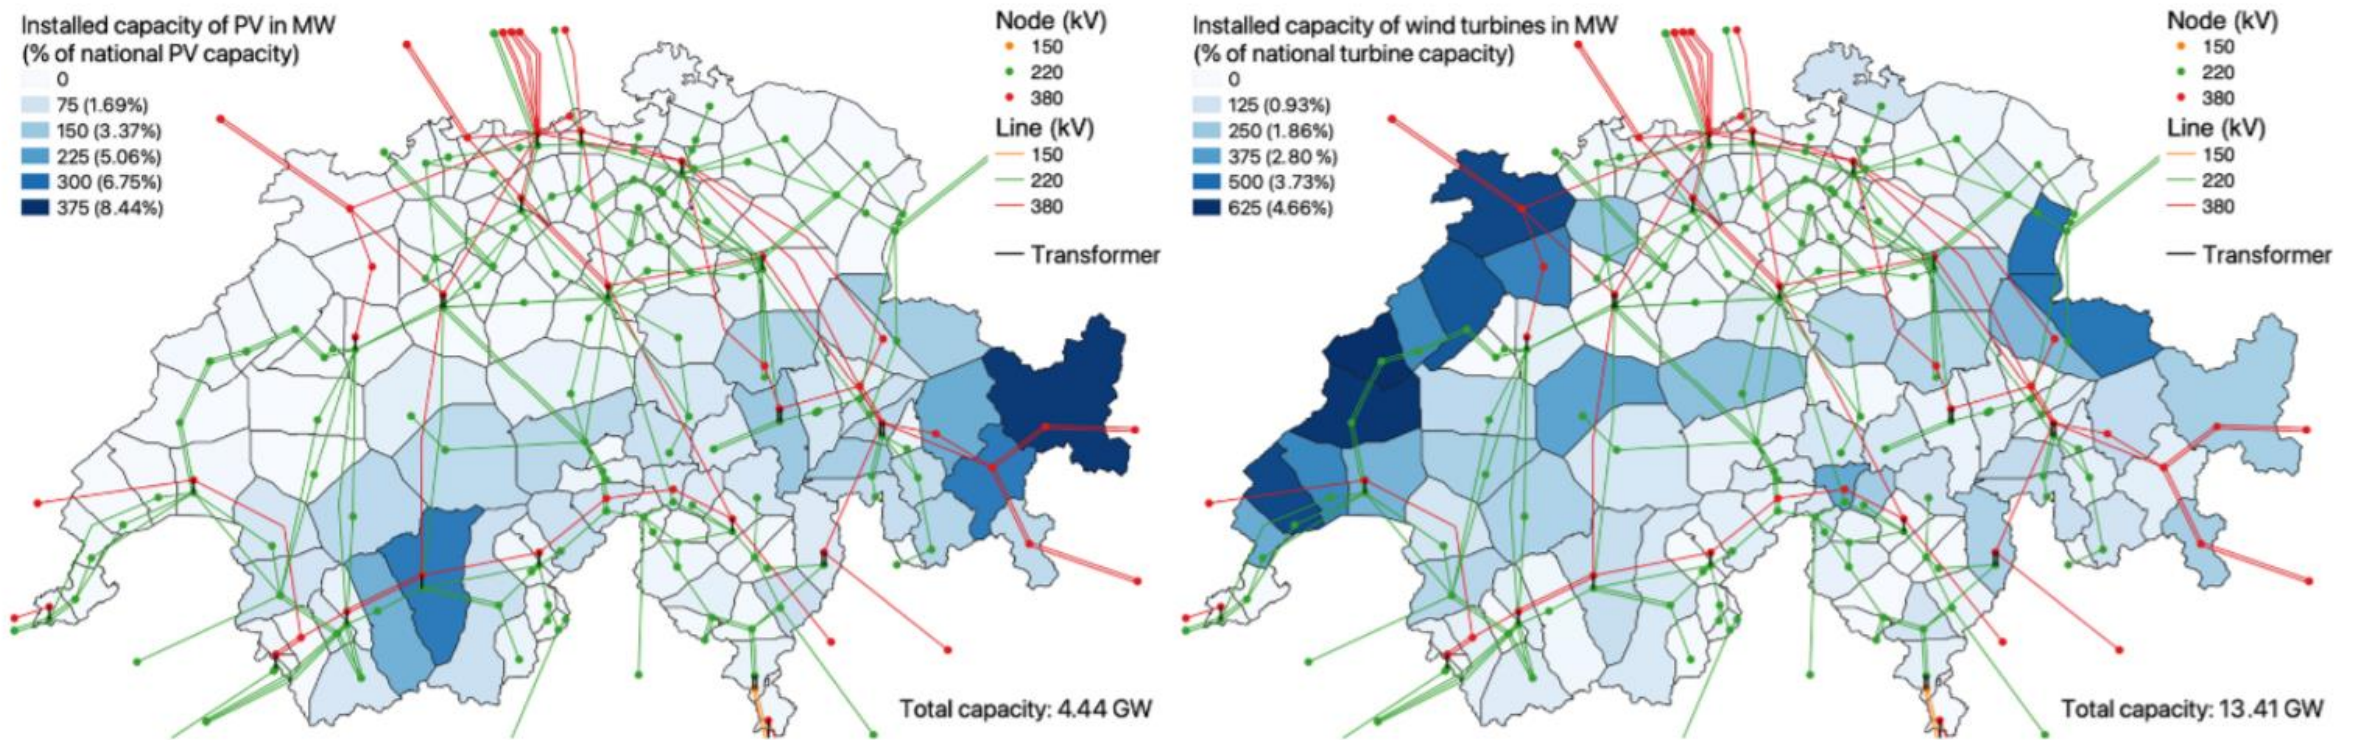 Installed capacity of PV in MW
(% of national PV capacity)
0
75 (1.69%)
150 (3.37%)
225 (5.06%)
300 (6.75%)
375 (8.44%)
Node (kV)
150
220
380
Line (kV)
150
220
380
Transformer
Total capacity: 4.44 GW
Installed capacity of wind turbines in MW
(% of national turbine capacity)
0
125 (0.93%)
250 (1.86%)
375 (2.80 %)
500 (3.73%)
625 (4.66%)
Node (kV)
150
220
380
Line (kV)
150
220
380
Transformer
Total capacity: 13.41 GW